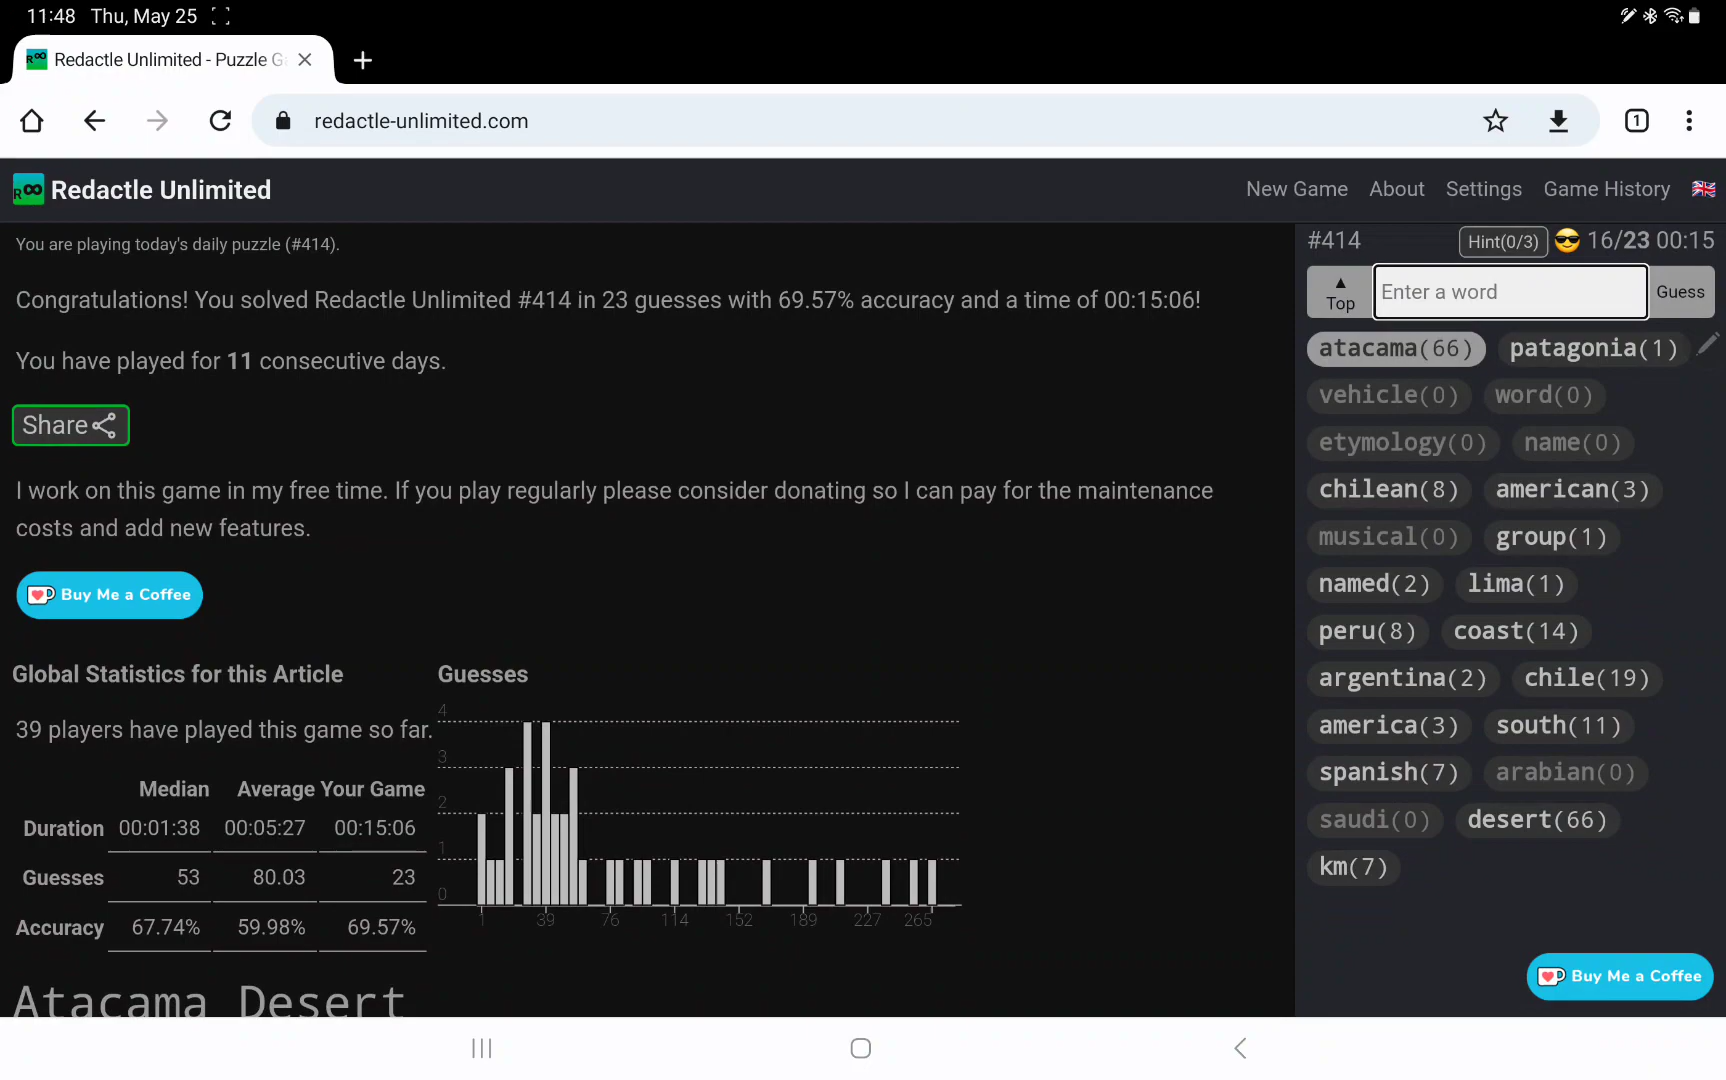 11:48 Thu, May 25
Redactle Unlimited - Puzzle G
redactle-unlimited.com
1
R∞ Redactle Unlimited
New Game About Settings Game History
You are playing today's daily puzzle (#414).
#414 Hint(0/3) 😎 16/23 00:15
Congratulations! You solved Redactle Unlimited #414 in 23 guesses with 69.57% accuracy and a time of 00:15:06!
▲ Top
Enter a word
Guess
You have played for 11 consecutive days.
Share
I work on this game in my free time. If you play regularly please consider donating so I can pay for the maintenance
costs and add new features.
Buy Me a Coffee
Global Statistics for this Article
39 players have played this game so far.
Median Average Your Game
Duration 00:01:38 00:05:27 00:15:06
Guesses 53 80.03 23
Accuracy 67.74% 59.98% 69.57%
Guesses
4
3
2
1
0
1 39 76 114 152 189 227 265
Atacama Desert
atacama(66) patagonia(1)
vehicle(0) word(0)
etymology(0) name(0)
chilean(8) american(3)
musical(0) group(1)
named(2) lima(1)
peru(8) coast(14)
argentina(2) chile(19)
america(3) south(11)
spanish(7) arabian(0)
saudi(0) desert(66)
km(7)
Buy Me a Coffee